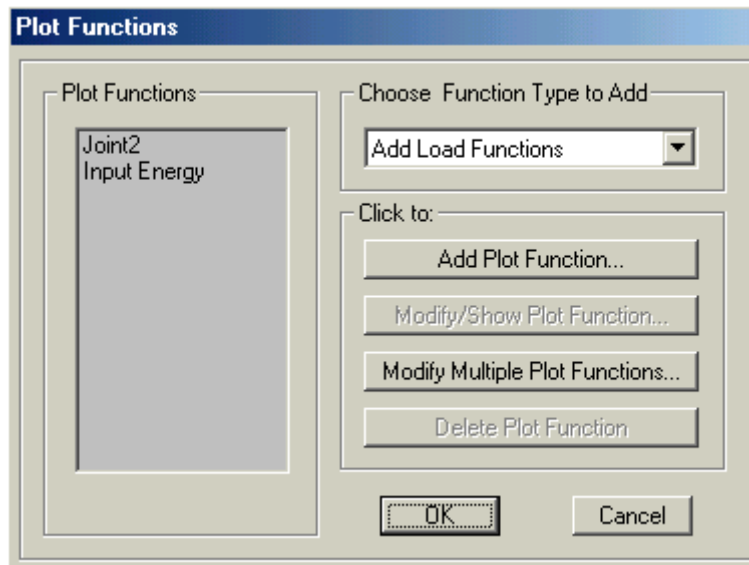 Plot Functions
Plot Functions
Joint2
Input Energy
Choose Function Type to Add
Add Load Functions
Click to:
Add Plot Function...
Modify/Show Plot Function...
Modify Multiple Plot Functions...
Delete Plot Function
OK
Cancel